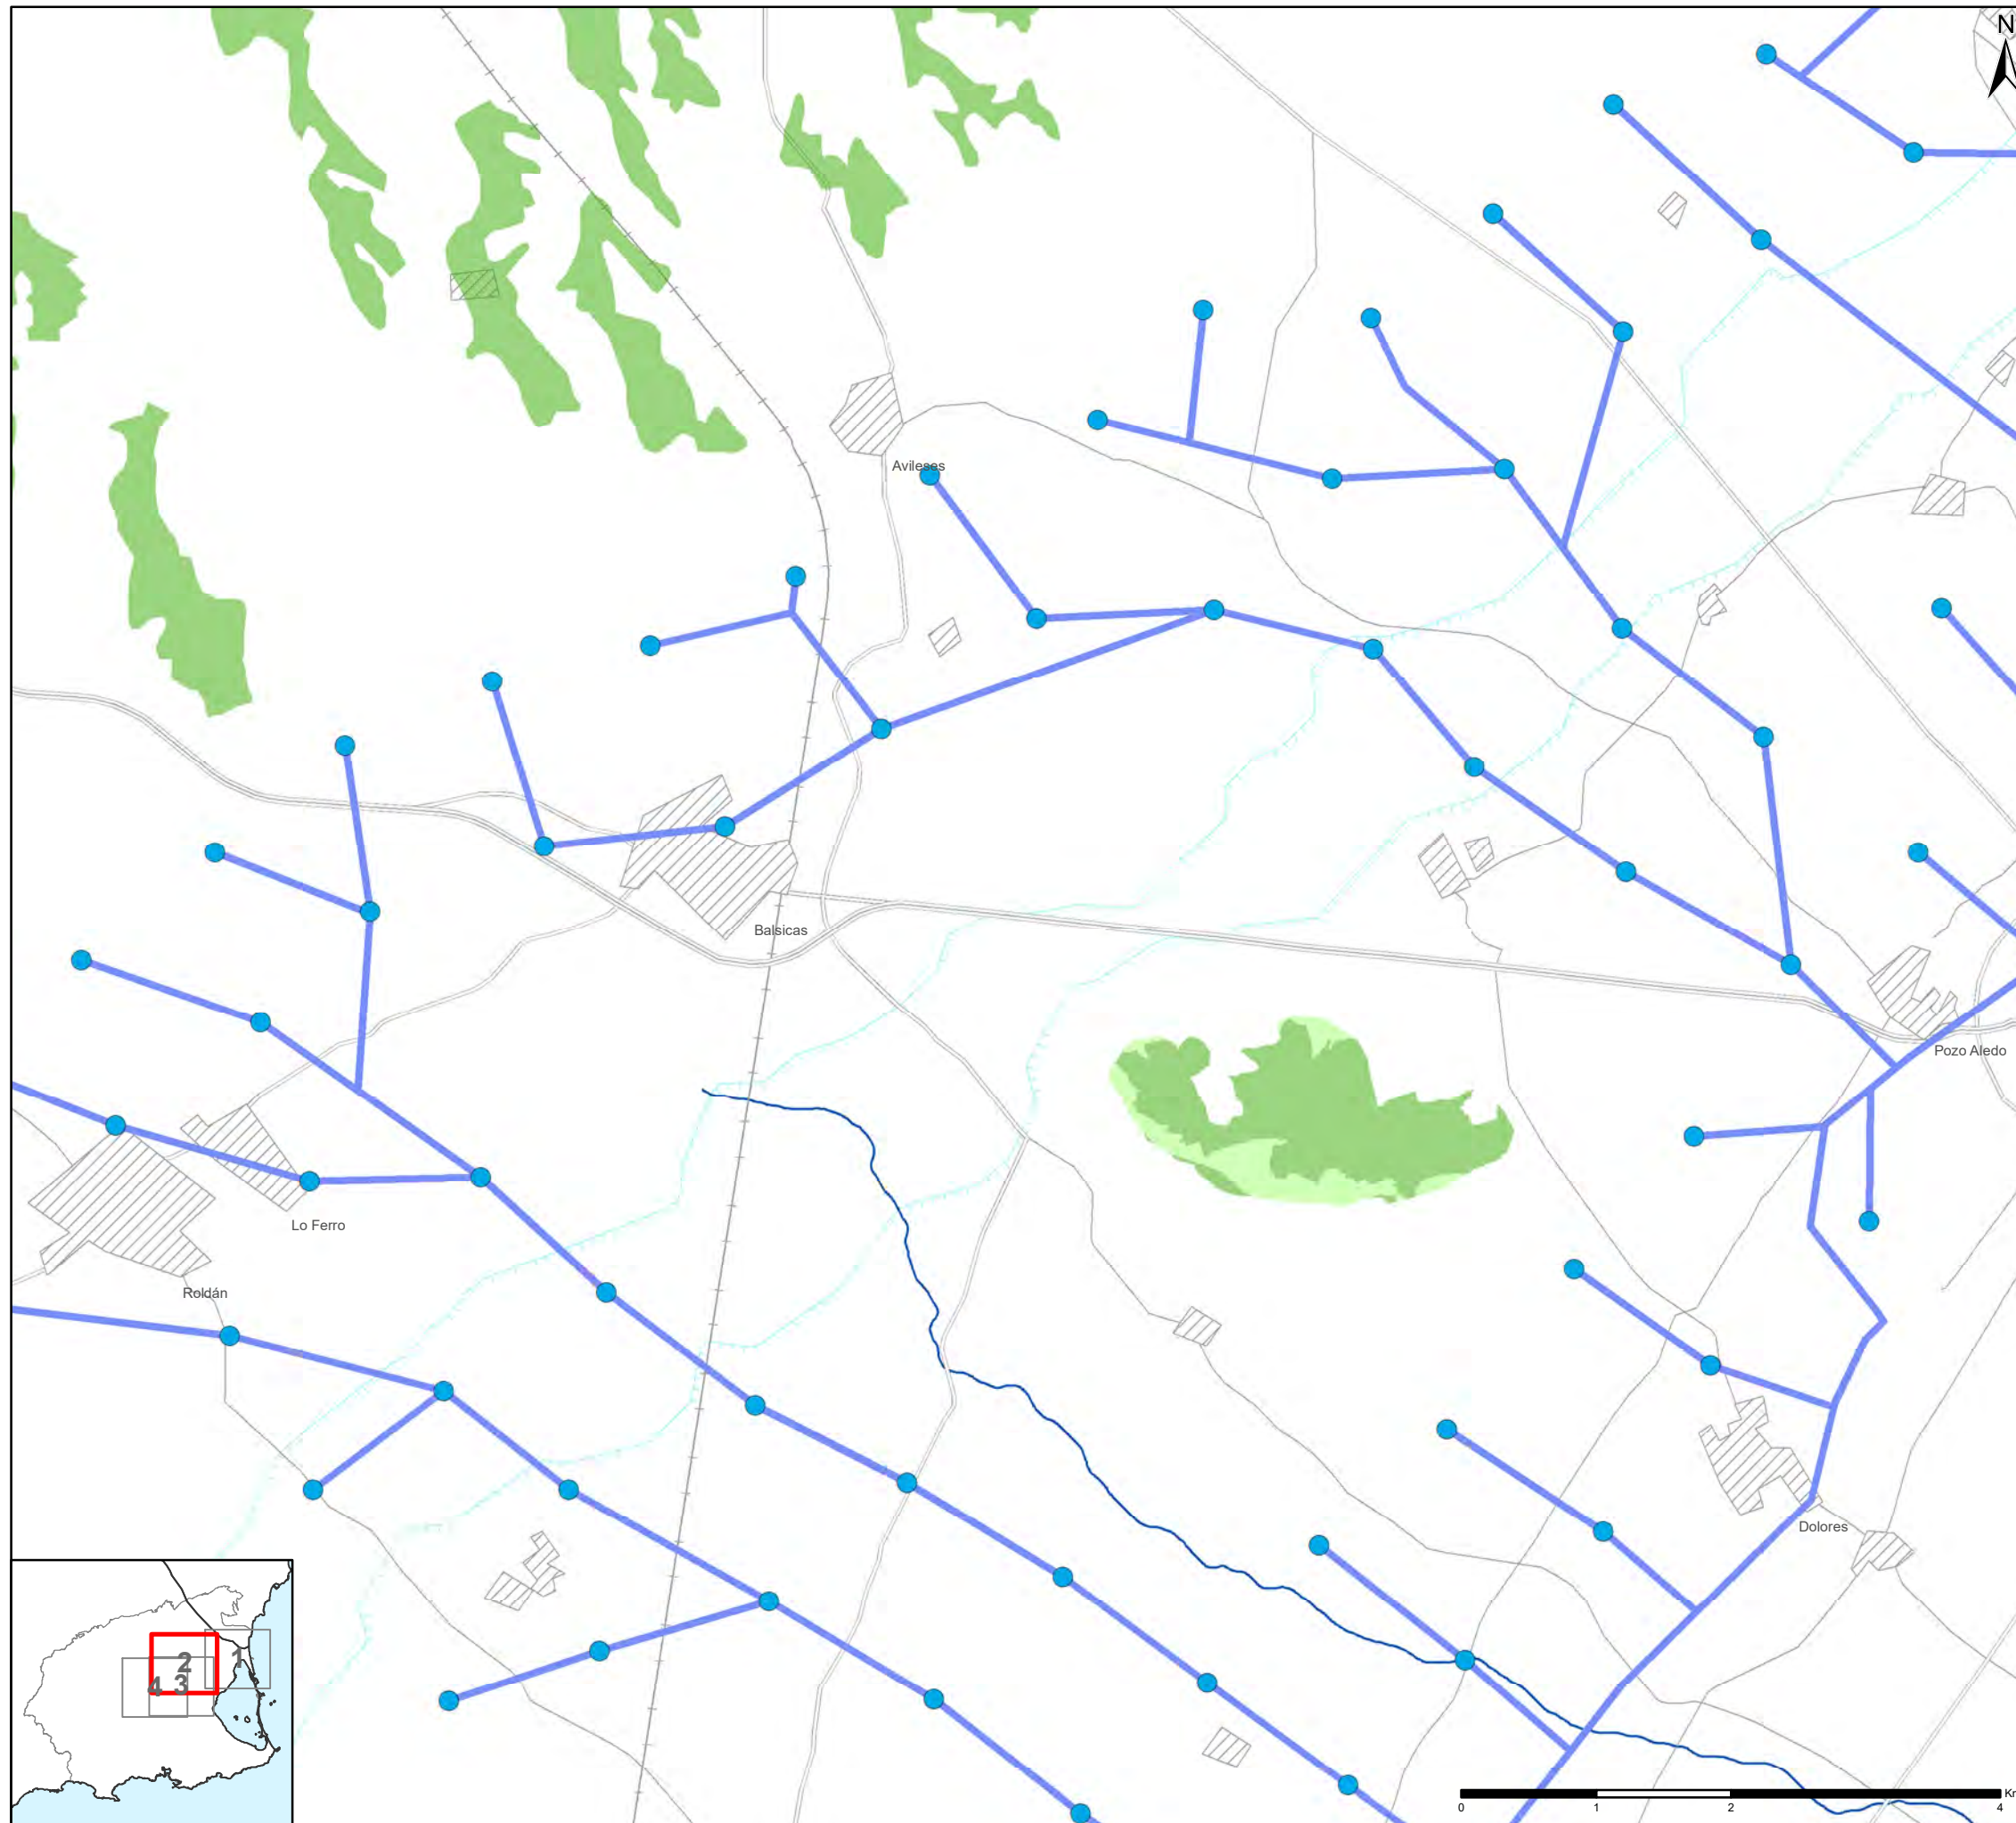 N
Avileses
Balsicas
Pozo Aledo
Lo Ferro
Roldán
Dolores
1
2
3
4
Km
0
1
2
4